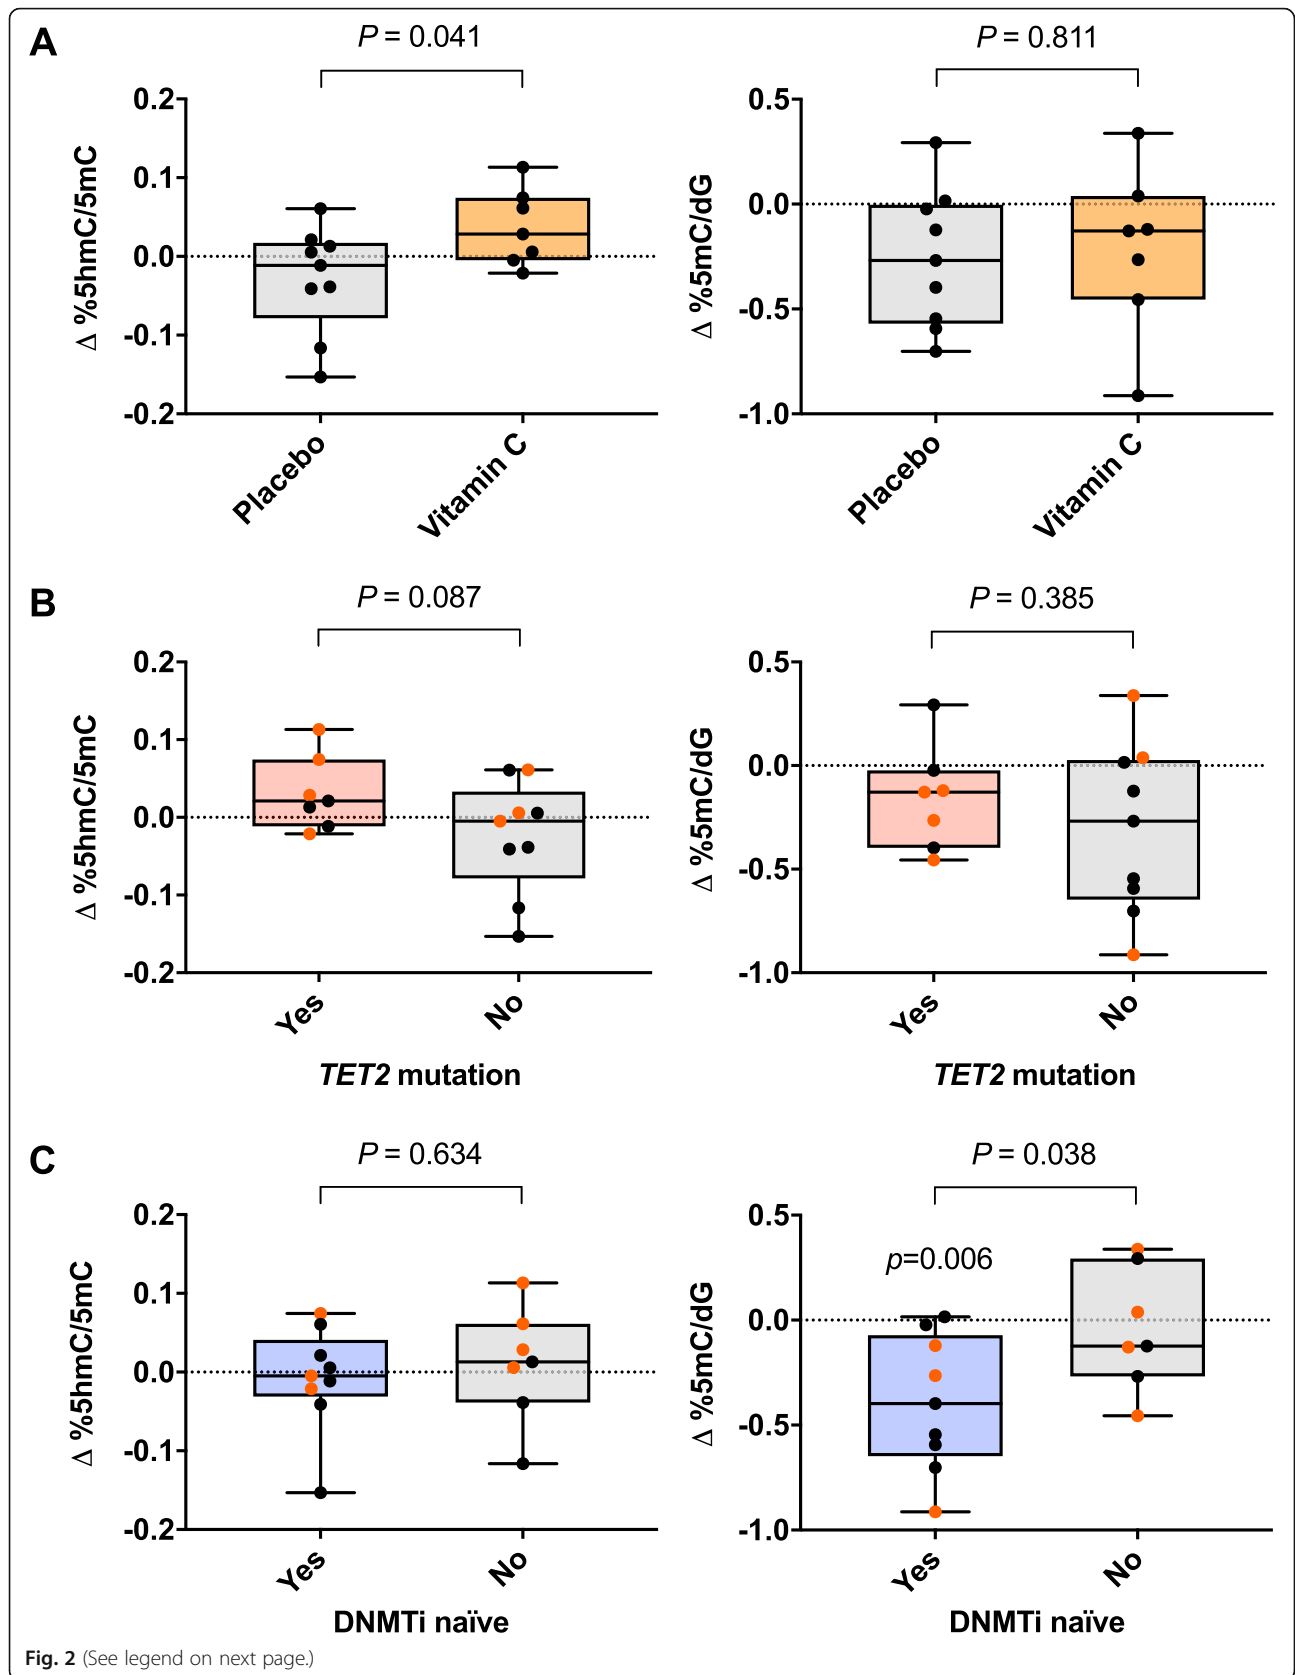 A
P = 0.041
P = 0.811
0.2
0.1
0.0
-0.1
-0.2
Δ %5hmC/5mC
Placebo
Vitamin C
0.5
0.0
-0.5
-1.0
Δ %5mC/dG
Placebo
Vitamin C
B
P = 0.087
P = 0.385
0.2
0.1
0.0
-0.1
-0.2
Δ %5hmC/5mC
Yes
No
TET2 mutation
0.5
0.0
-0.5
-1.0
Δ %5mC/dG
Yes
No
TET2 mutation
C
P = 0.634
P = 0.038
0.2
0.1
0.0
-0.1
-0.2
Δ %5hmC/5mC
Yes
No
DNMTi naïve
p=0.006
0.5
0.0
-0.5
-1.0
Δ %5mC/dG
Yes
No
DNMTi naïve
Fig. 2 (See legend on next page.)